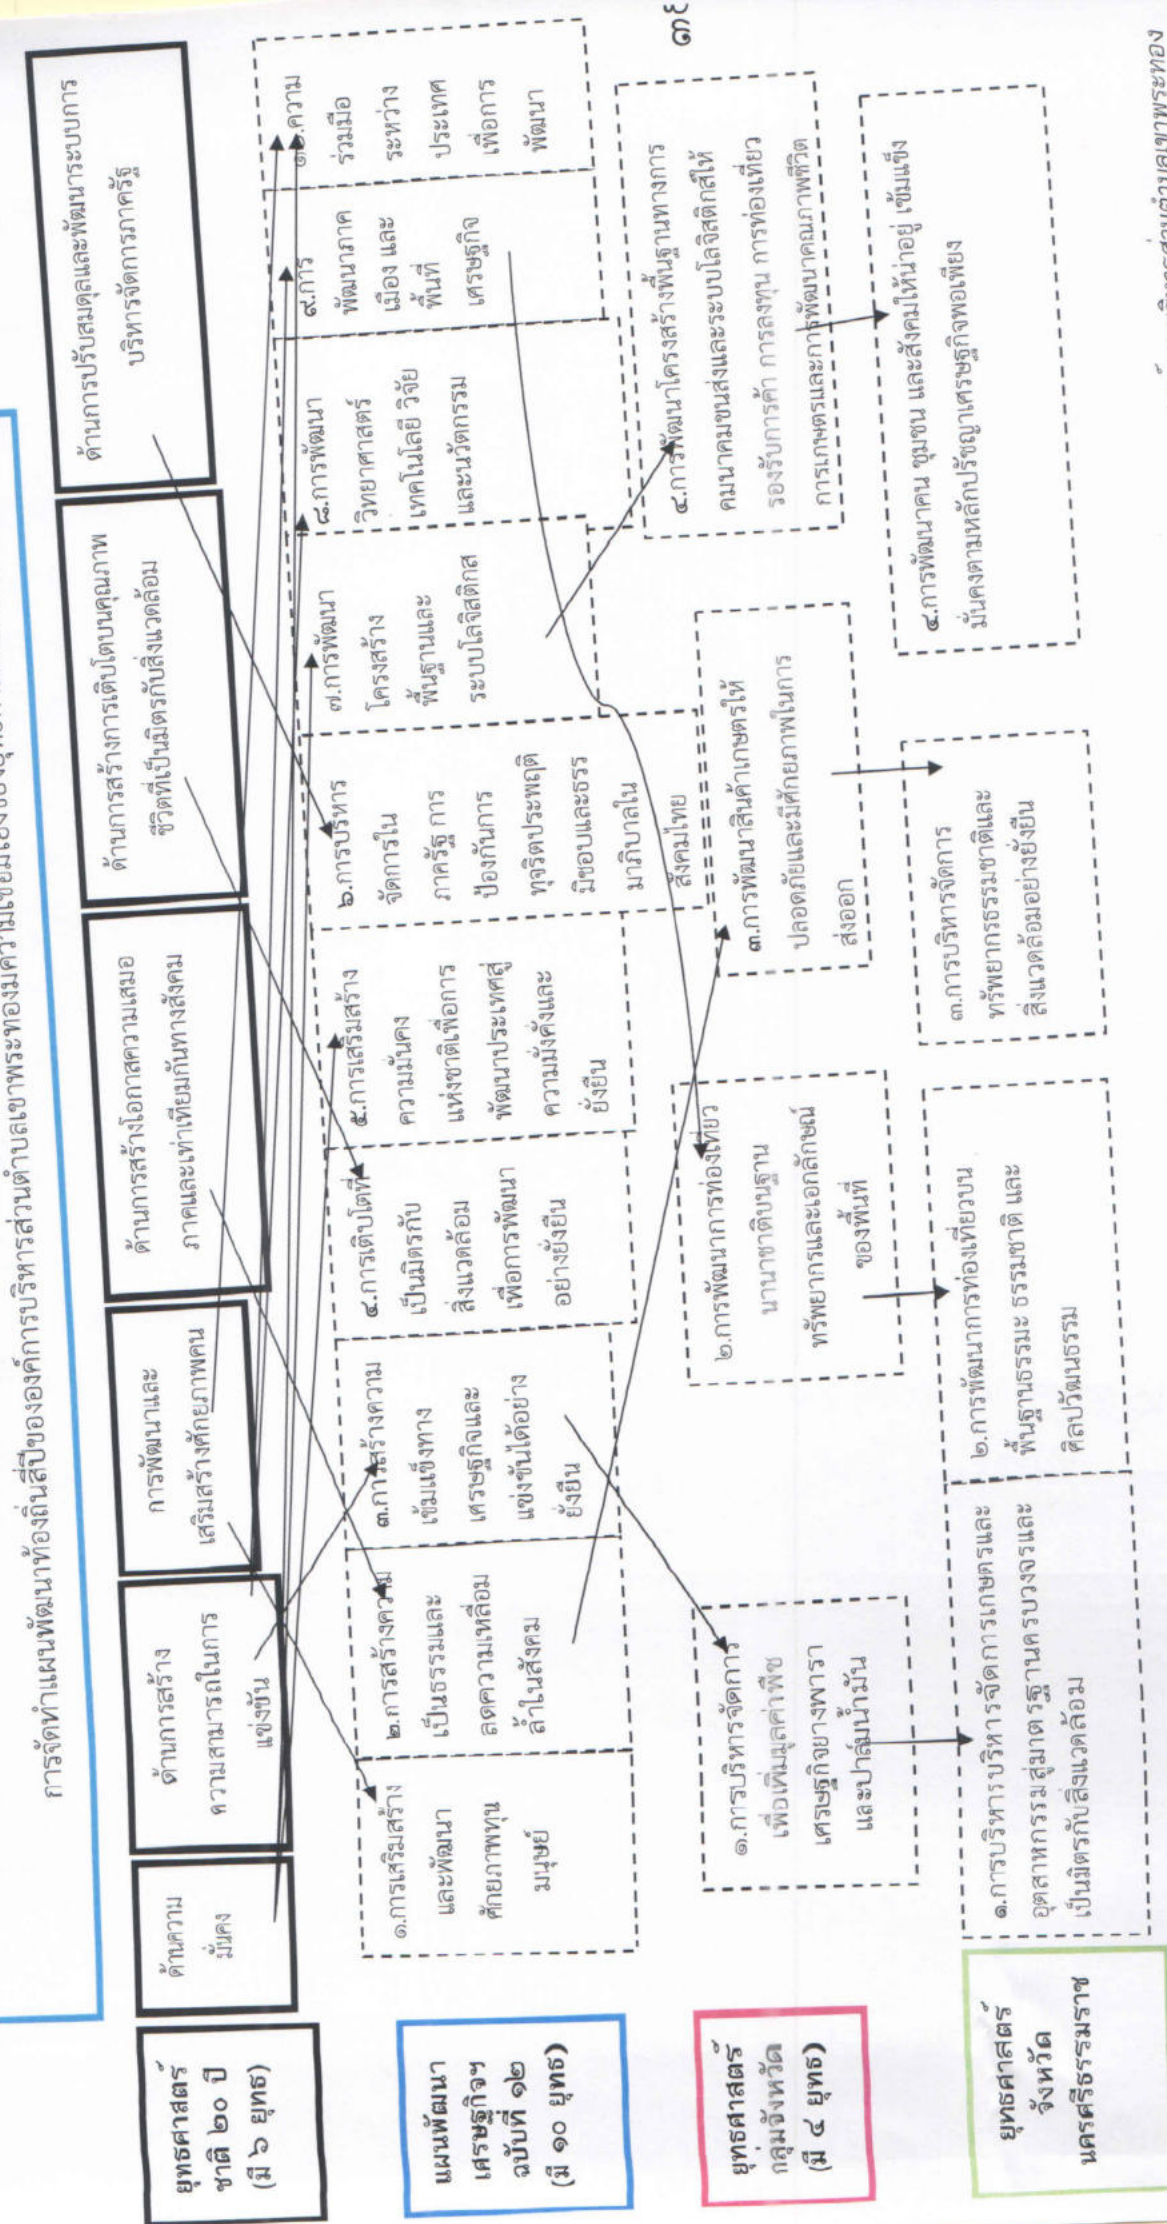 การจัดทำแผนพัฒนาท้องถิ่นสี่ปีขององค์การบริหารส่วนตำบลเขาพระทองมีความเชื่อมโยงของยุทธ
ยุทธศาสตร์
ชาติ ๒๐ ปี
(มี ๖ ยุทธ)
ด้านความ
มั่นคง
ด้านการสร้าง
ความสามารถในการ
แข่งขัน
การพัฒนาและ
เสริมสร้างศักยภาพคน
ด้านการสร้างโอกาสความเสมอ
ภาคและเท่าเทียมกันทางสังคม
ด้านการสร้างการเติบโตบนคุณภาพ
ชีวิตที่เป็นมิตรกับสิ่งแวดล้อม
ด้านการปรับสมดุลและพัฒนาระบบการ
บริหารจัดการภาครัฐ
แผนพัฒนา
เศรษฐกิจฯ
ฉบับที่ ๑๒
(มี ๑๐ ยุทธ)
๑.การเสริมสร้าง
และพัฒนา
ศักยภาพทุน
มนุษย์
๒.การสร้างความ
เป็นธรรมและ
ลดความเหลื่อม
ล้ำในสังคม
๓.การสร้างความ
เข้มแข็งทาง
เศรษฐกิจและ
แข่งขันได้อย่าง
ยั่งยืน
๔.การเติบโตที่
เป็นมิตรกับ
สิ่งแวดล้อม
เพื่อการพัฒนา
อย่างยั่งยืน
๕.การเสริมสร้าง
ความมั่นคง
แห่งชาติเพื่อการ
พัฒนาประเทศสู่
ความมั่งคั่งและ
ยั่งยืน
๖.การบริหาร
จัดการใน
ภาครัฐ การ
ป้องกันการ
ทุจริตประพฤติ
มิชอบและธรร
มาภิบาลใน
สังคมไทย
๗.การพัฒนา
โครงสร้าง
พื้นฐานและ
ระบบโลจิสติกส
๘.การพัฒนา
วิทยาศาสตร์
เทคโนโลยี วิจัย
และนวัตกรรม
๙.การ
พัฒนาภาค
เมือง และ
พื้นที่
เศรษฐกิจ
๑๐.ความ
ร่วมมือ
ระหว่าง
ประเทศ
เพื่อการ
พัฒนา
ยุทธศาสตร์
กลุ่มจังหวัด
(มี ๔ ยุทธ)
๑.การบริหารจัดการ
เพื่อเพิ่มมูลค่าพืช
เศรษฐกิจยางพารา
และปาล์มน้ำมัน
๒.การพัฒนาการท่องเที่ยว
นานาชาติบนฐาน
ทรัพยากรและเอกลักษณ์
ของพื้นที่
๓.การพัฒนาสินค้าเกษตรให้
ปลอดภัยและมีศักยภาพในการ
ส่งออก
๔.การพัฒนาโครงสร้างพื้นฐานทางการ
คมนาคมขนส่งและระบบโลจิสติกส์ให้
รองรับการค้า การลงทุน การท่องเที่ยว
การเกษตรและการพัฒนาคุณภาพชีวิต
ยุทธศาสตร์
จังหวัด
นครศรีธรรมราช
๑.การบริหารบริหารจัดการเกษตรและ
อุตสาหกรรมสู่มาตรฐานครบวงจรและ
เป็นมิตรกับสิ่งแวดล้อม
๒.การพัฒนาการท่องเที่ยวบน
พื้นฐานธรรมะ ธรรมชาติ และ
ศิลปวัฒนธรรม
๓.การบริหารจัดการ
ทรัพยากรธรรมชาติและ
สิ่งแวดล้อมอย่างยั่งยืน
๔.การพัฒนาคน ชุมชน และสังคมให้น่าอยู่ เข้มแข็ง
มั่นคงตามหลักปรัชญาเศรษฐกิจพอเพียง